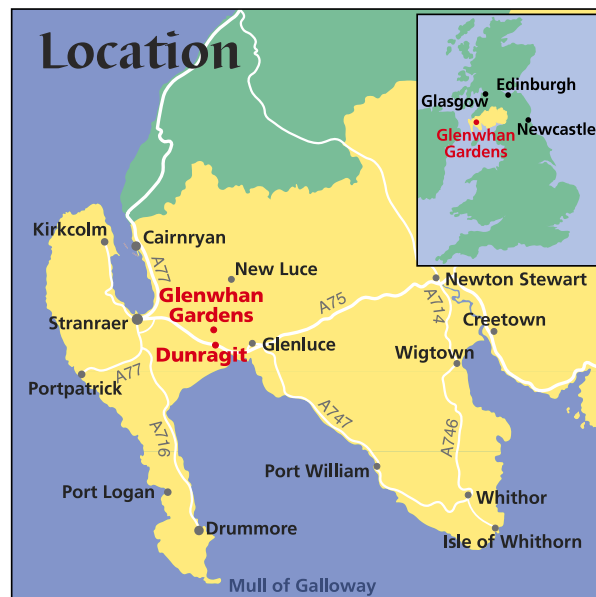 Location
Edinburgh
Glasgow
Newcastle
Glenwhan
Gardens
Kirkcolm
Cairnryan
A77
New Luce
Newton Stewart
Glenwhan
Gardens
A75
A714
Stranraer
Creetown
Dunragit
Glenluce
Wigtown
A77
Portpatrick
A747
A716
A746
Port William
Port Logan
Whithor
Drummore
Isle of Whithorn
Mull of Galloway